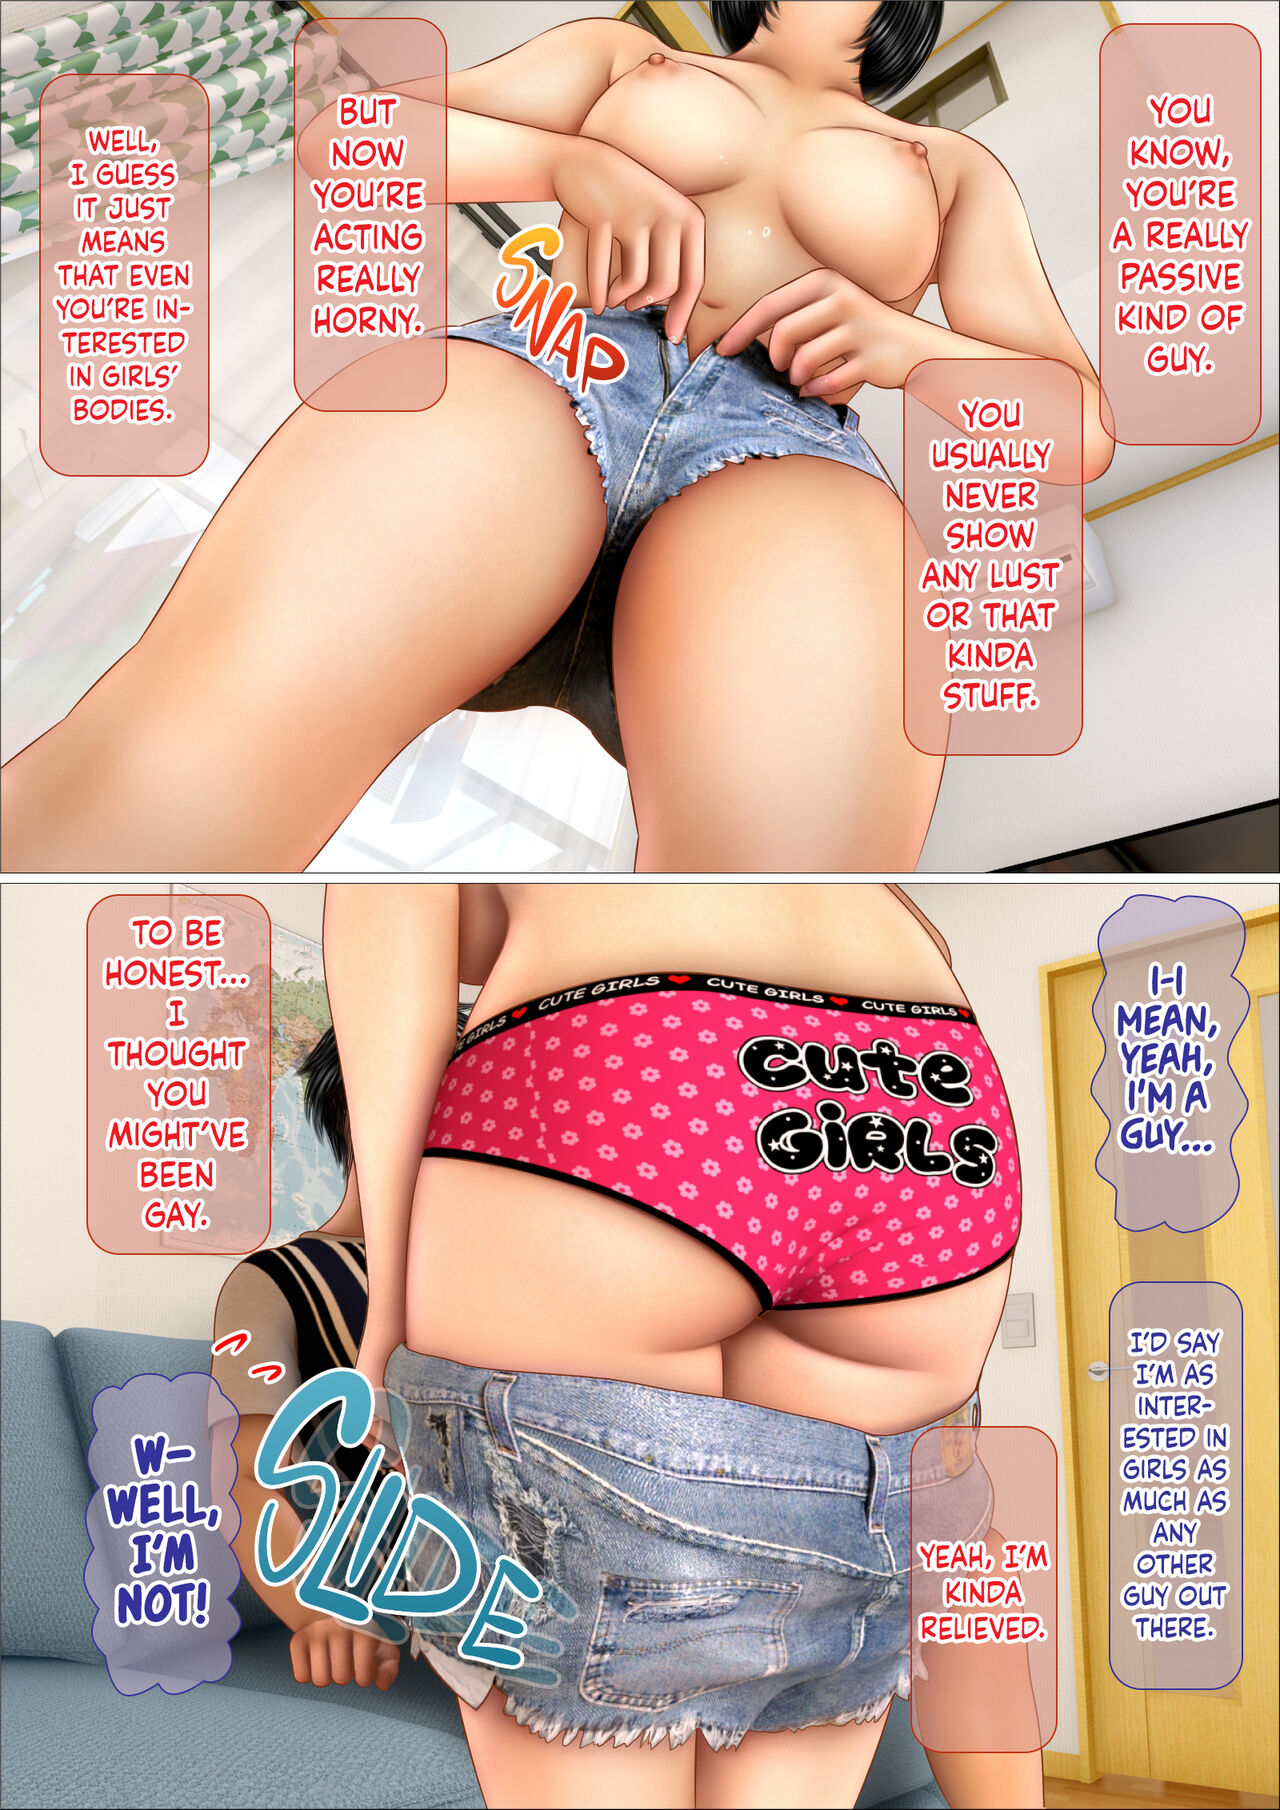 YOU
KNOW,
YOU'RE
A REALLY
PASSIVE
KIND OF
GUY.
YOU
USUALLY
NEVER
SHOW
ANY LUST
OR THAT
KINDA
STUFF.
SNAP
BUT
NOW
YOU'RE
ACTING
REALLY
HORNY.
WELL,
I GUESS
IT JUST
MEANS
THAT EVEN
YOU'RE IN-
TERESTED
IN GIRLS'
BODIES.
I-I
MEAN,
YEAH,
I'M A
GUY...
I'D SAY
I'M AS
INTER-
ESTED IN
GIRLS AS
MUCH AS
ANY
OTHER
GUY OUT
THERE.
CUTE GIRLS ❤ CUTE GIRLS ❤ CUTE GIRLS ❤ CUTE GIRLS ❤
CUTE
GIRLS
YEAH, I'M
KINDA
RELIEVED.
TO BE
HONEST...
I
THOUGHT
YOU
MIGHT'VE
BEEN
GAY.
SLIDE
W-
WELL,
I'M
NOT!